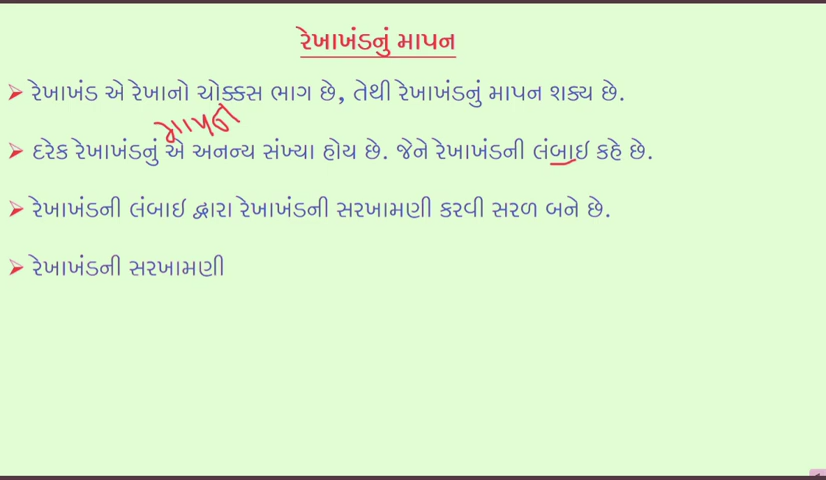 રેખાખંડનું માપન
➤ રેખાખંડ એ રેખાનો ચોક્કસ ભાગ છે, તેથી રેખાખંડનું માપન શક્ય છે.
માપન
➤ દરેક રેખાખંડનું એ અનન્ય સંખ્યા હોય છે. જેને રેખાખંડની લંબાઈ કહે છે.
➤ રેખાખંડની લંબાઈ દ્વારા રેખાખંડની સરખામણી કરવી સરળ બને છે.
➤ રેખાખંડની સરખામણી